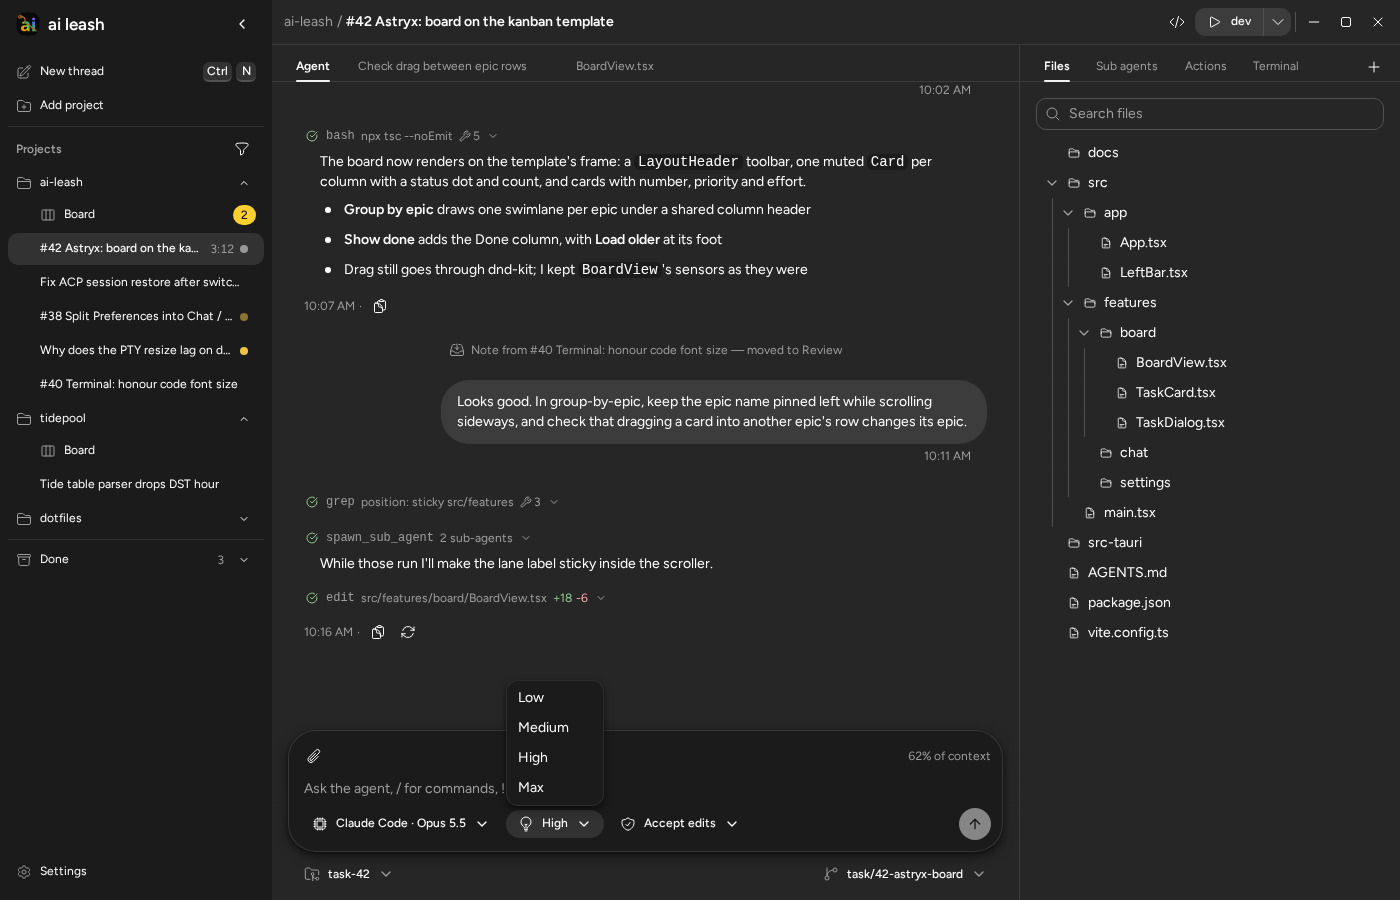 ai leash
New thread
Ctrl N
Add project
Projects
ai-leash
Board
2
#42 Astryx: board on the ka...
3:12
Fix ACP session restore after switc...
#38 Split Preferences into Chat / ...
Why does the PTY resize lag on d...
#40 Terminal: honour code font size
tidepool
Board
Tide table parser drops DST hour
dotfiles
Done
3
Settings
ai-leash / #42 Astryx: board on the kanban template
dev
Agent
Check drag between epic rows
BoardView.tsx
10:02 AM
bash npx tsc --noEmit 5
The board now renders on the template's frame: a LayoutHeader toolbar, one muted Card per
column with a status dot and count, and cards with number, priority and effort.
Group by epic draws one swimlane per epic under a shared column header
Show done adds the Done column, with Load older at its foot
Drag still goes through dnd-kit; I kept BoardView's sensors as they were
10:07 AM ·
Note from #40 Terminal: honour code font size — moved to Review
Looks good. In group-by-epic, keep the epic name pinned left while scrolling
sideways, and check that dragging a card into another epic's row changes its epic.
10:11 AM
grep position: sticky src/features 3
spawn_sub_agent 2 sub-agents
While those run I'll make the lane label sticky inside the scroller.
edit src/features/board/BoardView.tsx +18 -6
10:16 AM ·
Low
Medium
High
Max
62% of context
Ask the agent, / for commands, !
Claude Code · Opus 5.5
High
Accept edits
task-42
task/42-astryx-board
Files
Sub agents
Actions
Terminal
Search files
docs
src
app
App.tsx
LeftBar.tsx
features
board
BoardView.tsx
TaskCard.tsx
TaskDialog.tsx
chat
settings
main.tsx
src-tauri
AGENTS.md
package.json
vite.config.ts